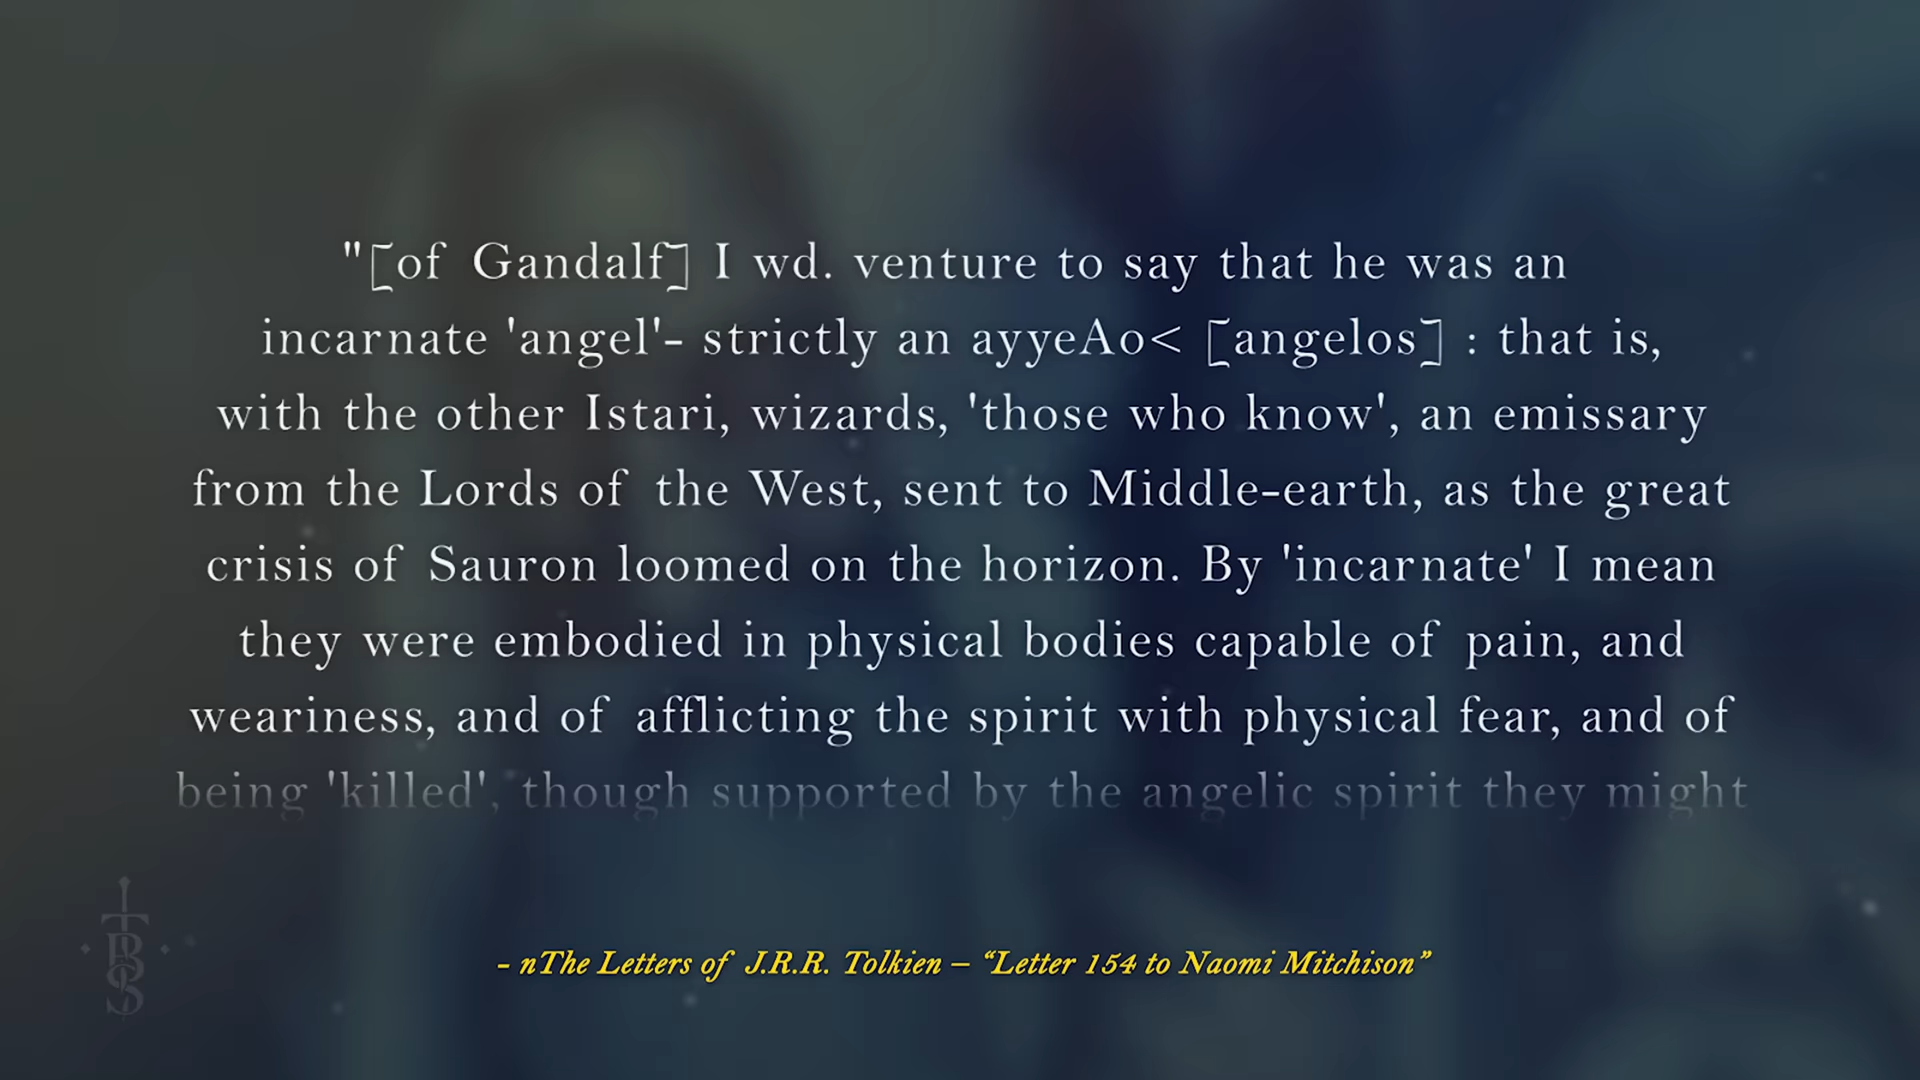 "[of Gandalf] I wd. venture to say that he was an
incarnate 'angel'- strictly an ayyeAo< [angelos] : that is,
with the other Istari, wizards, 'those who know', an emissary
from the Lords of the West, sent to Middle-earth, as the great
crisis of Sauron loomed on the horizon. By 'incarnate' I mean
they were embodied in physical bodies capable of pain, and
weariness, and of afflicting the spirit with physical fear, and of
being 'killed', though supported by the angelic spirit they might
- nThe Letters of J.R.R. Tolkien – “Letter 154 to Naomi Mitchison”
TBS